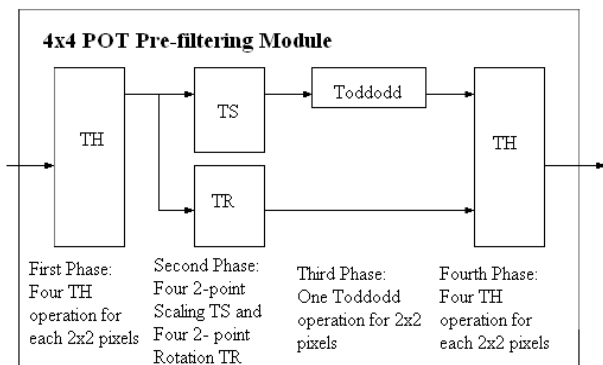 4x4 POT Pre-filtering Module
TH
TS
Toddodd
TH
TR
First Phase:
Four TH
operation for
each 2x2 pixels
Second Phase:
Four 2-point
Scaling TS and
Four 2- point
Rotation TR
Third Phase:
One Toddodd
operation for 2x2
pixels
Fourth Phase:
Four TH
operation for
each 2x2 pixels